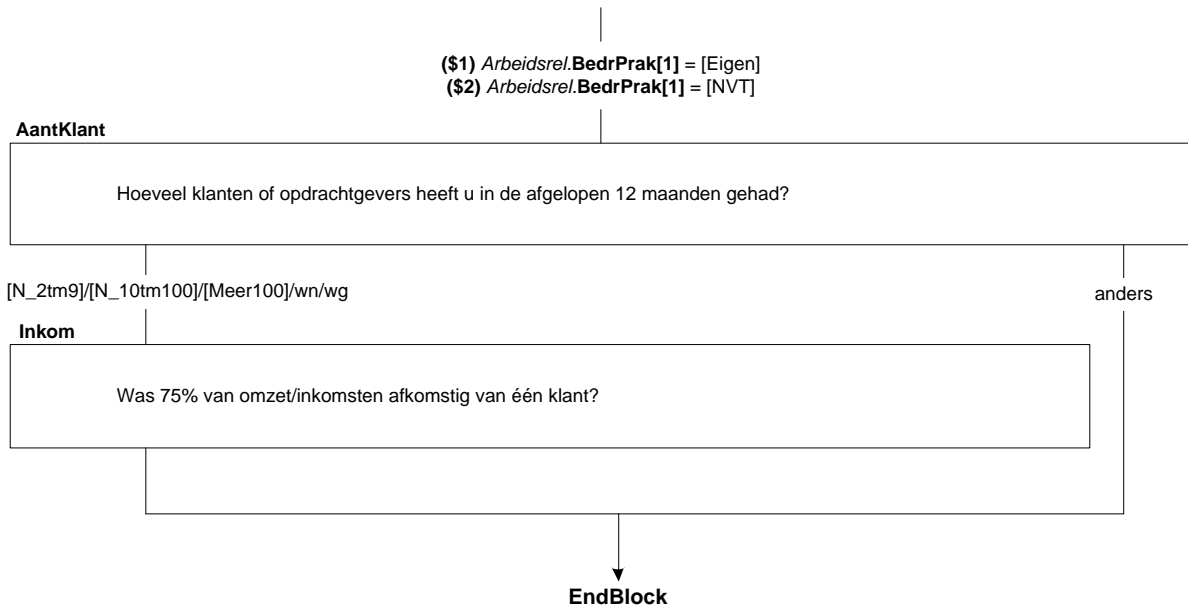 ($1) Arbeidsrel.BedrPrak[1] = [Eigen]
($2) Arbeidsrel.BedrPrak[1] = [NVT]
AantKlant
Hoeveel klanten of opdrachtgevers heeft u in de afgelopen 12 maanden gehad?
[N_2tm9]/[N_10tm100]/[Meer100]/wn/wg
anders
Inkom
Was 75% van omzet/inkomsten afkomstig van één klant?
EndBlock